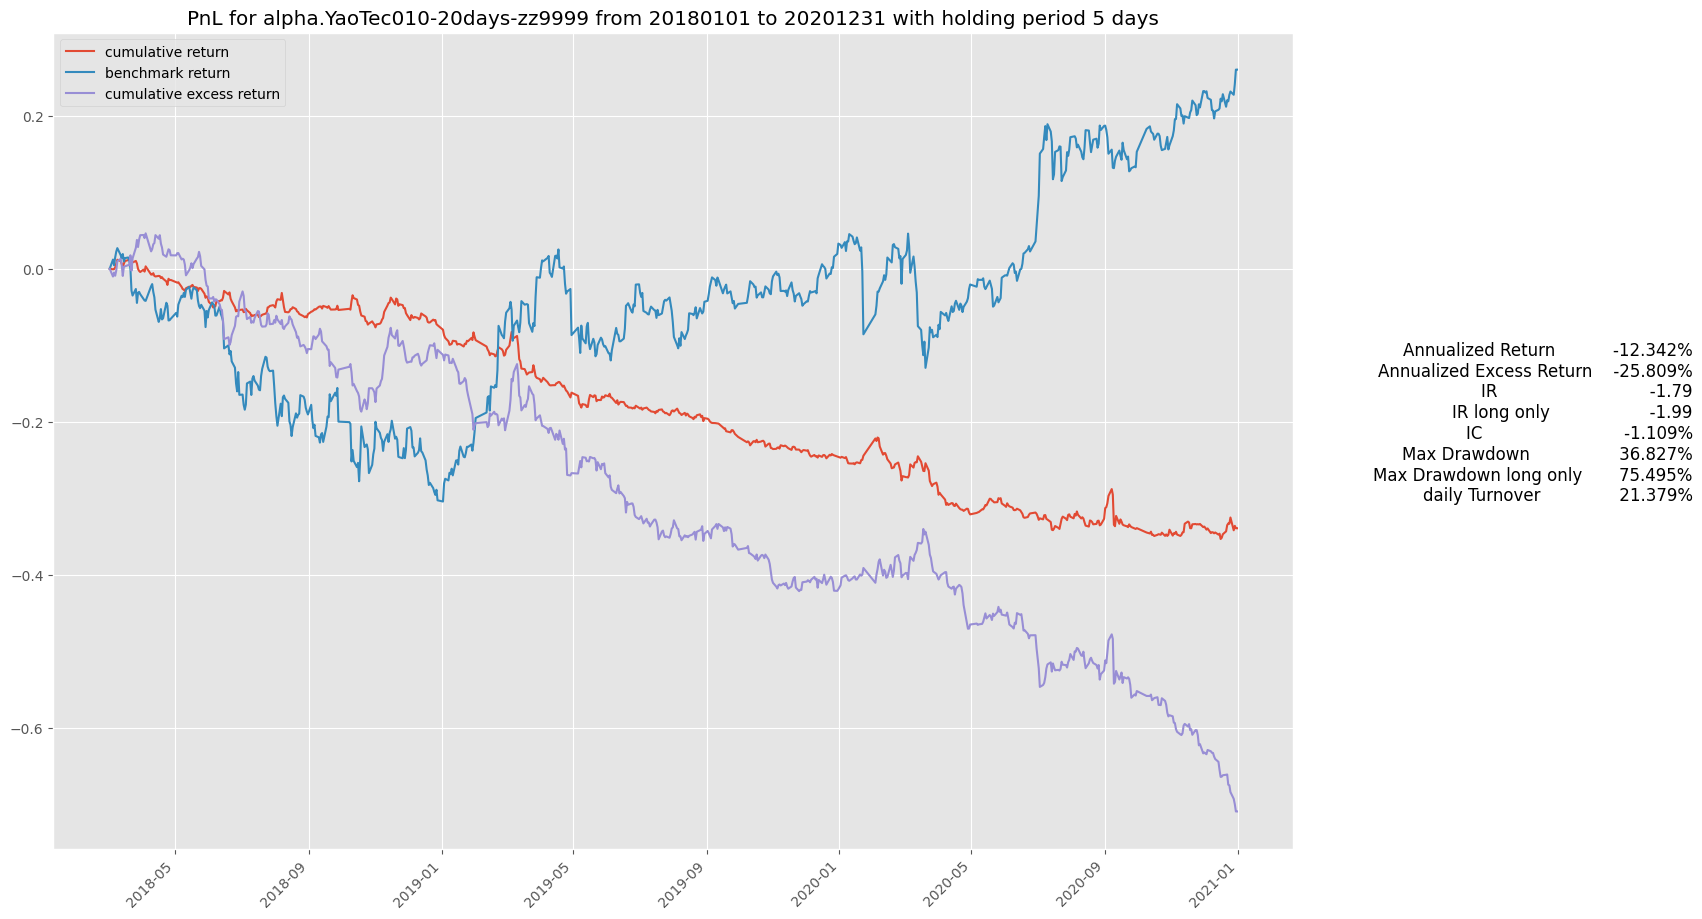 PnL for alpha.YaoTec010-20days-zz9999 from 20180101 to 20201231 with holding period 5 days
cumulative return
benchmark return
cumulative excess return
0.2
0.0
−0.2
−0.4
−0.6
2018-05
2018-09
2019-01
2019-05
2019-09
2020-01
2020-05
2020-09
2021-01
Annualized Return -12.342%
Annualized Excess Return -25.809%
IR -1.79
IR long only -1.99
IC -1.109%
Max Drawdown 36.827%
Max Drawdown long only 75.495%
daily Turnover 21.379%